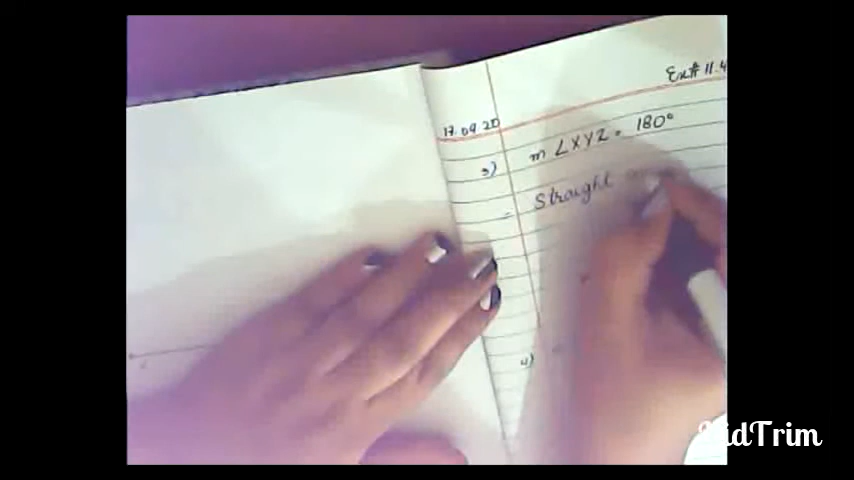 Ex# 11.4
17.09.20
3) m∠XYZ = 180°
= Straight
4)
VidTrim